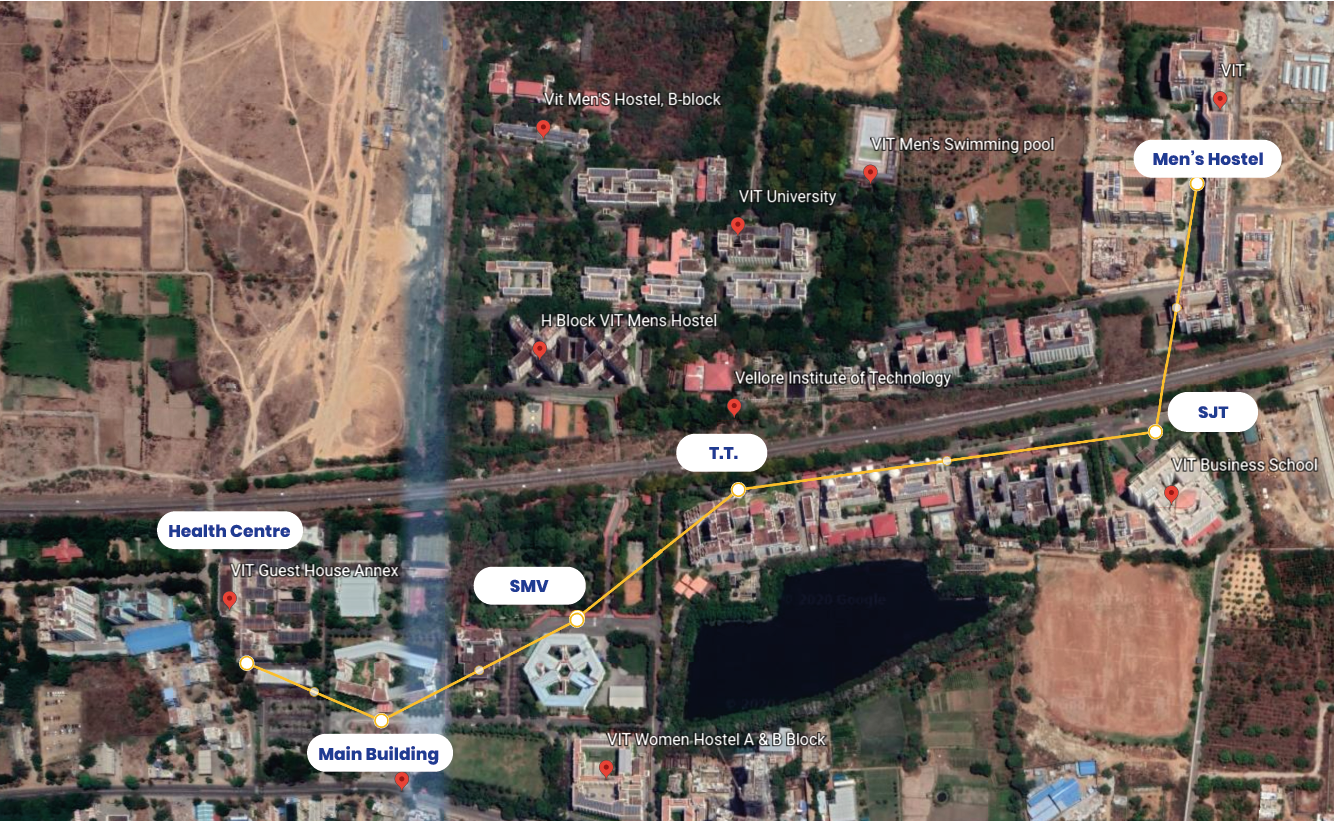 VIT
Vit Men'S Hostel, B-block
VIT Men's Swimming pool
Men's Hostel
VIT University
H Block VIT Mens Hostel
Vellore Institute of Technology
SJT
T.T.
VIT Business School
Health Centre
VIT Guest House Annex
SMV
2020 Google
VIT Women Hostel A & B Block
Main Building